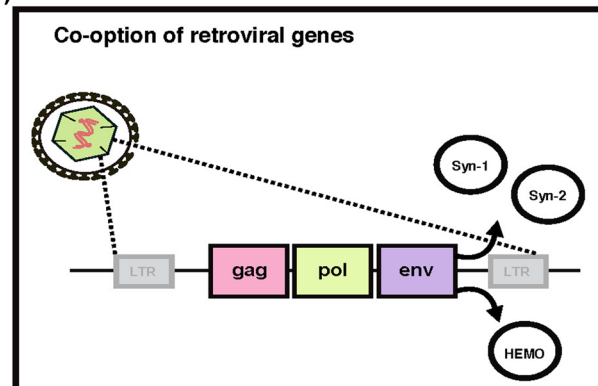 )
Co-option of retroviral genes
Syn-1
Syn-2
LTR
gag
pol
env
LTR
HEMO